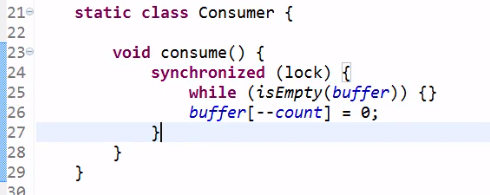 21 static class Consumer {
22
23 void consume() {
24 synchronized (lock) {
25 while (isEmpty(buffer)) {}
26 buffer[--count] = 0;
27 }
28 }
29 }
30